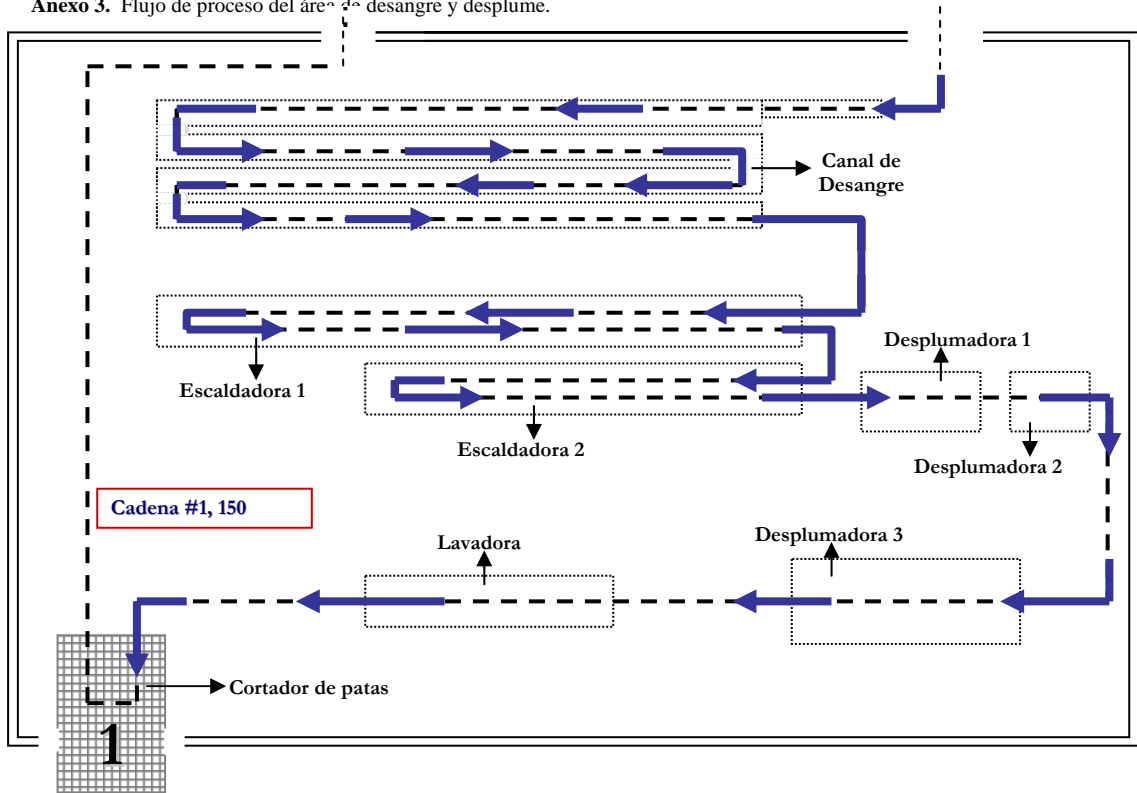 Anexo 3. Flujo de proceso del área de desangre y desplume.
Canal de
Desangre
Desplumadora 1
Escaldadora 1
Escaldadora 2
Desplumadora 2
Cadena #1, 150
Lavadora
Desplumadora 3
Cortador de patas
1